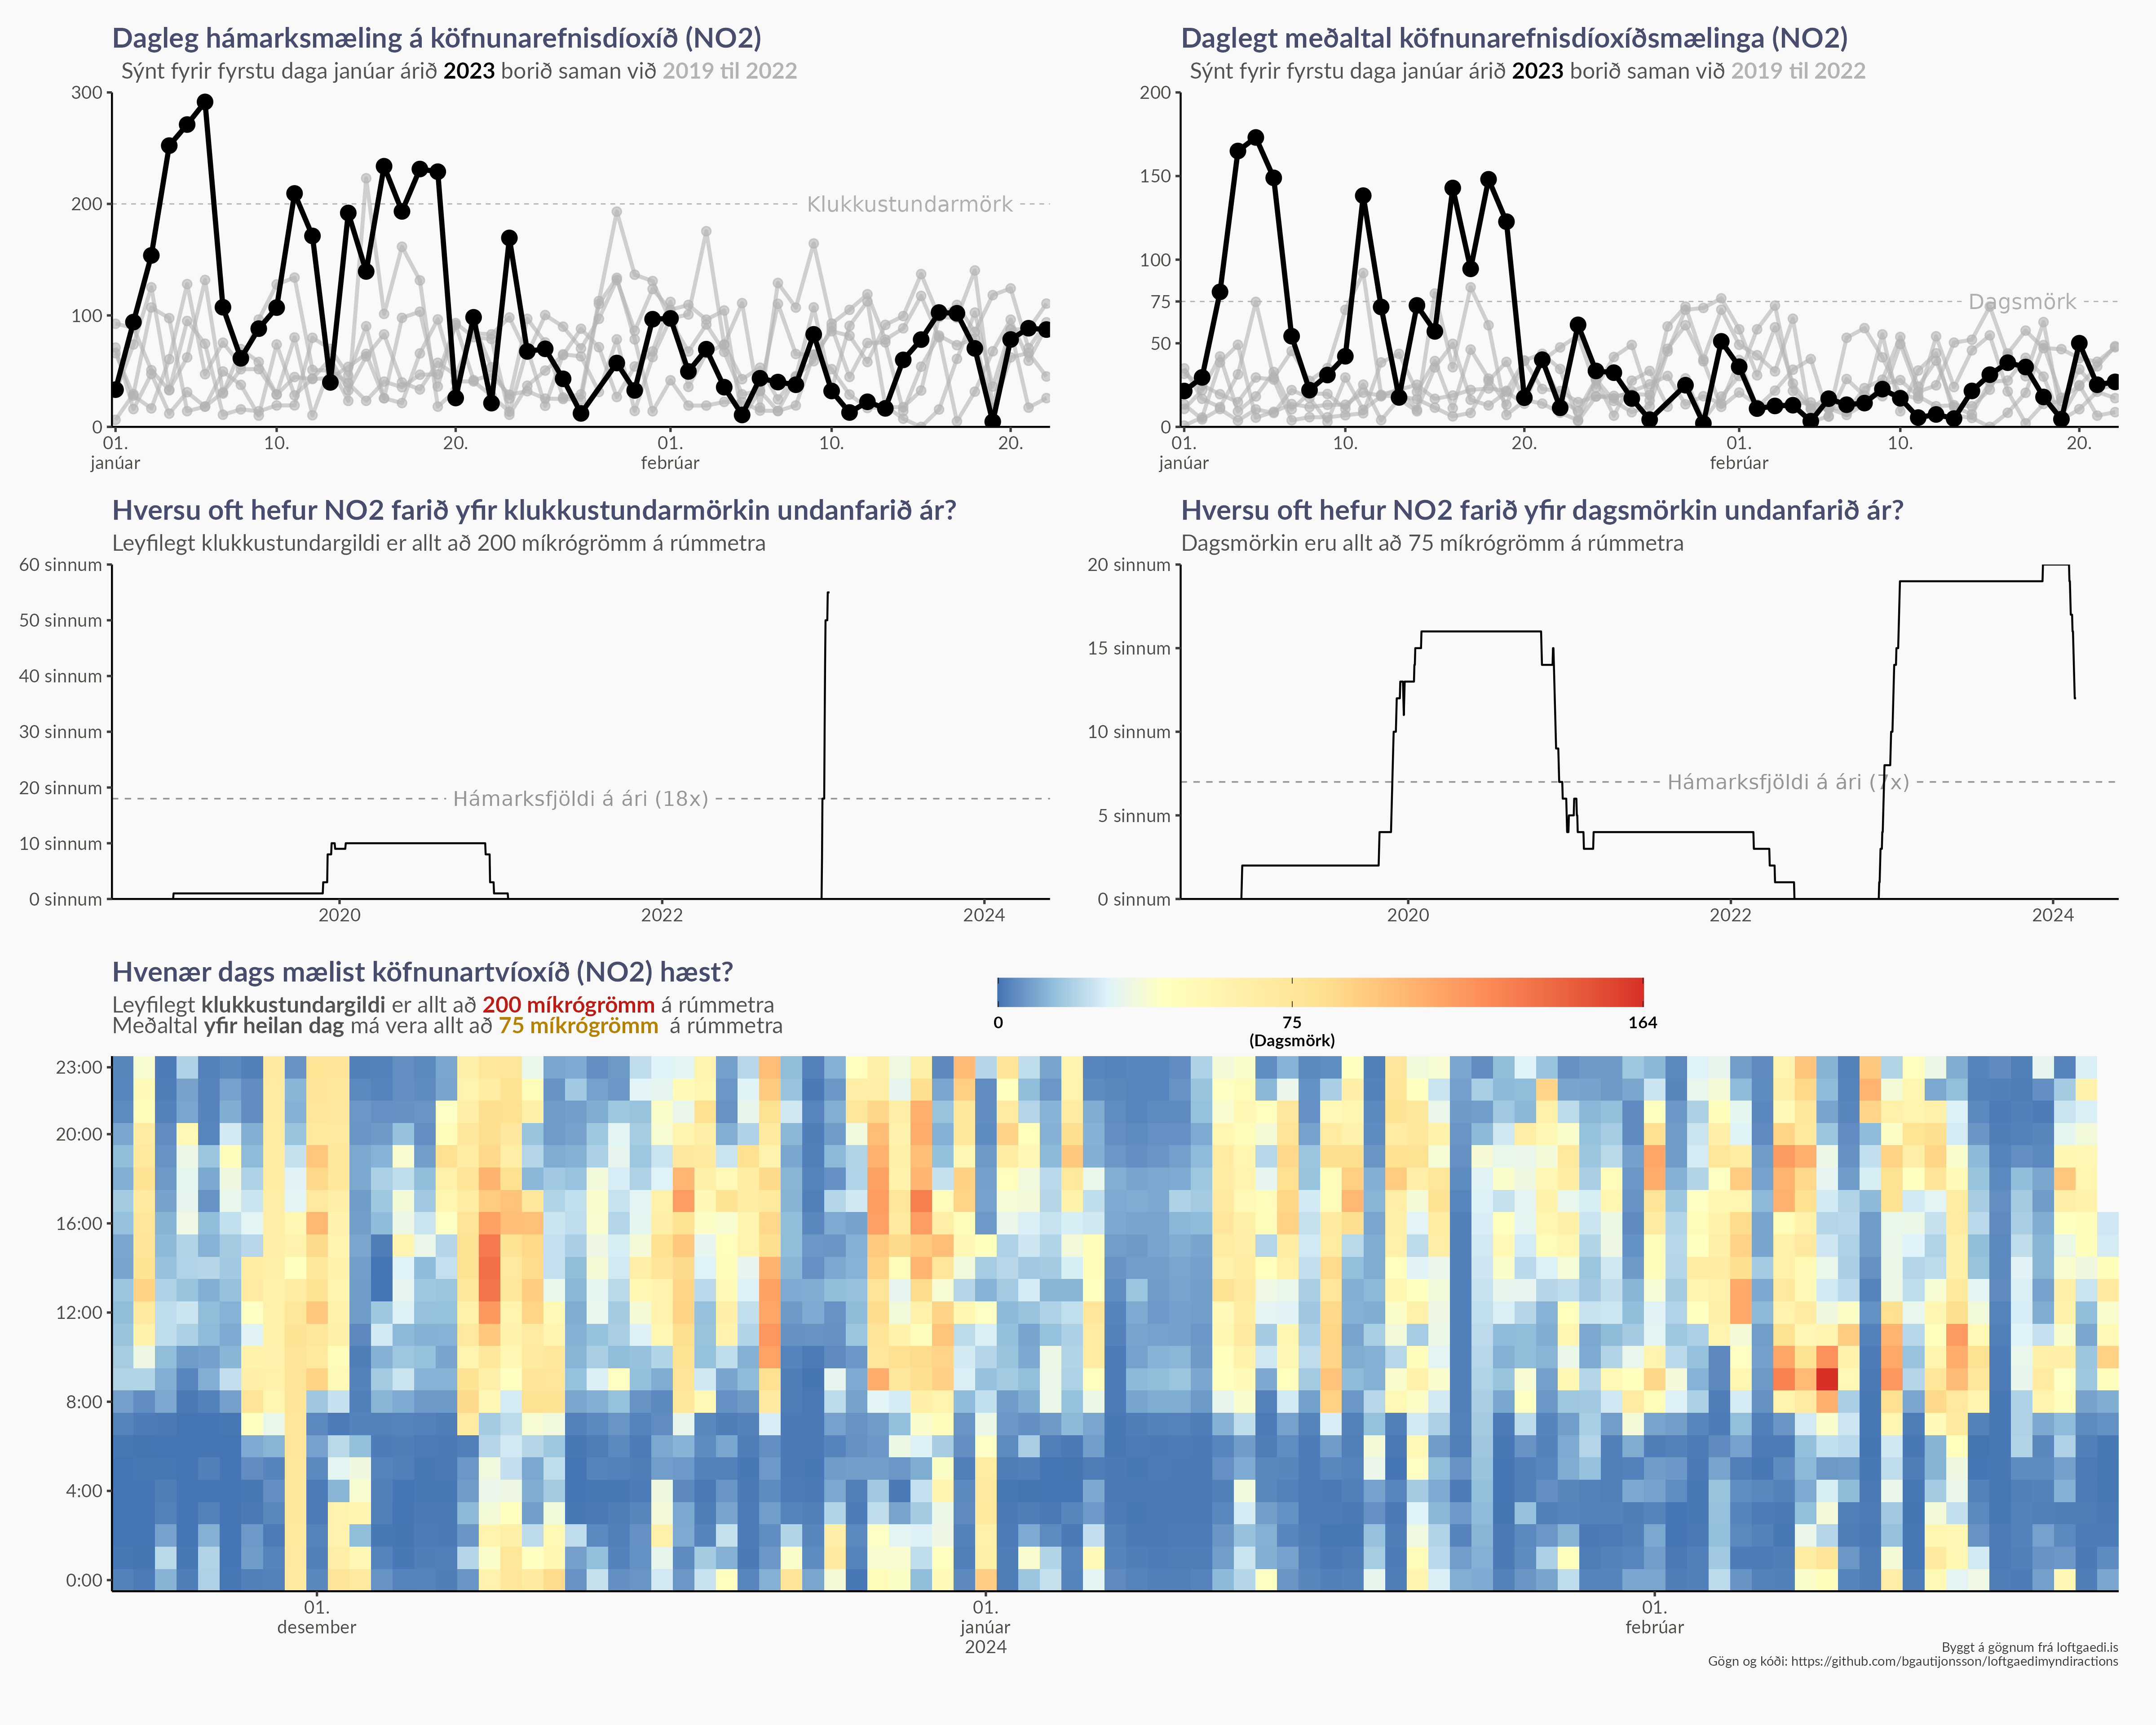 Dagleg hámarksmæling á köfnunarefnisdíoxíð (NO2)
Sýnt fyrir fyrstu daga janúar árið 2023 borið saman við 2019 til 2022
300
200
100
0
Klukkustundarmörk
01.
janúar
10.
20.
01.
febrúar
10.
20.
Daglegt meðaltal köfnunarefnisdíoxíðsmælinga (NO2)
Sýnt fyrir fyrstu daga janúar árið 2023 borið saman við 2019 til 2022
200
150
100
75
50
0
Dagsmörk
01.
janúar
10.
20.
01.
febrúar
10.
20.
Hversu oft hefur NO2 farið yfir klukkustundarmörkin undanfarið ár?
Leyfilegt klukkustundargildi er allt að 200 míkrógrömm á rúmmetra
60 sinnum
50 sinnum
40 sinnum
30 sinnum
20 sinnum
10 sinnum
0 sinnum
Hámarksfjöldi á ári (18x)
2020
2022
2024
Hversu oft hefur NO2 farið yfir dagsmörkin undanfarið ár?
Dagsmörkin eru allt að 75 míkrógrömm á rúmmetra
20 sinnum
15 sinnum
10 sinnum
5 sinnum
0 sinnum
Hámarksfjöldi á ári (7x)
2020
2022
2024
Hvenær dags mælist köfnunartvíoxíð (NO2) hæst?
Leyfilegt klukkustundargildi er allt að 200 míkrógrömm á rúmmetra
Meðaltal yfir heilan dag má vera allt að 75 míkrógrömm á rúmmetra
0
75
(Dagsmörk)
164
23:00
20:00
16:00
12:00
8:00
4:00
0:00
01.
desember
01.
janúar
2024
01.
febrúar
Byggt á gögnum frá loftgaedi.is
Gögn og kóði: https://github.com/bgautijonsson/loftgaedimyndiractions